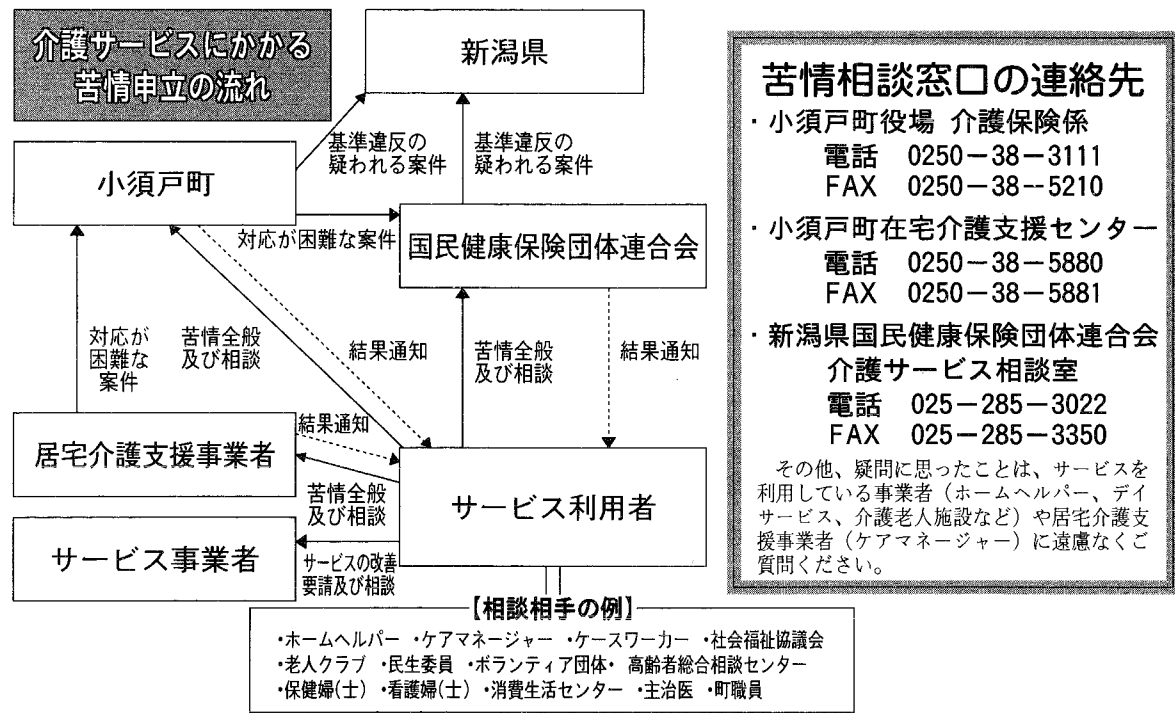 介護サービスにかかる
苦情申立の流れ
新潟県
基準違反の
疑われる案件
基準違反の
疑われる案件
小須戸町
対応が困難な案件
国民健康保険団体連合会
対応が
困難な
案件
苦情全般
及び相談
結果通知
苦情全般
及び相談
結果通知
居宅介護支援事業者
結果通知
苦情全般
及び相談
サービス利用者
サービス事業者
サービスの改善
要請及び相談
【相談相手の例】
・ホームヘルパー ・ケアマネージャー ・ケースワーカー ・社会福祉協議会
・老人クラブ ・民生委員 ・ボランティア団体・ 高齢者総合相談センター
・保健婦(士) ・看護婦(士) ・消費生活センター ・主治医 ・町職員
苦情相談窓口の連絡先
・小須戸町役場 介護保険係
電話 0250－38－3111
FAX 0250－38--5210
・小須戸町在宅介護支援センター
電話 0250－38－5880
FAX 0250－38－5881
・新潟県国民健康保険団体連合会
介護サービス相談室
電話 025－285－3022
FAX 025－285－3350
その他、疑問に思ったことは、サービスを
利用している事業者（ホームヘルパー、デイ
サービス、介護老人施設など）や居宅介護支
援事業者（ケアマネージャー）に遠慮なくご
質問ください。